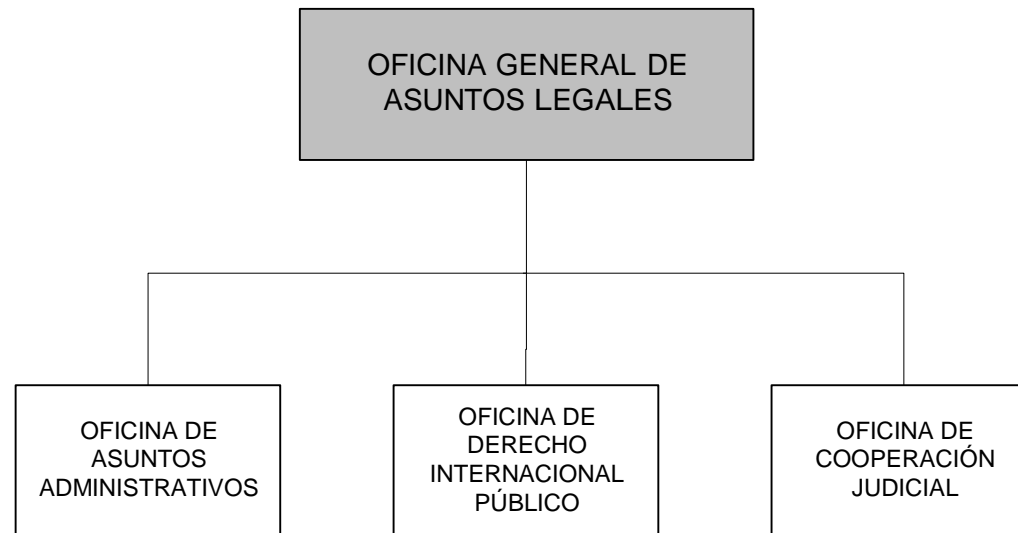 OFICINA GENERAL DE
ASUNTOS LEGALES
OFICINA DE
ASUNTOS
ADMINISTRATIVOS
OFICINA DE
DERECHO
INTERNACIONAL
PÚBLICO
OFICINA DE
COOPERACIÓN
JUDICIAL